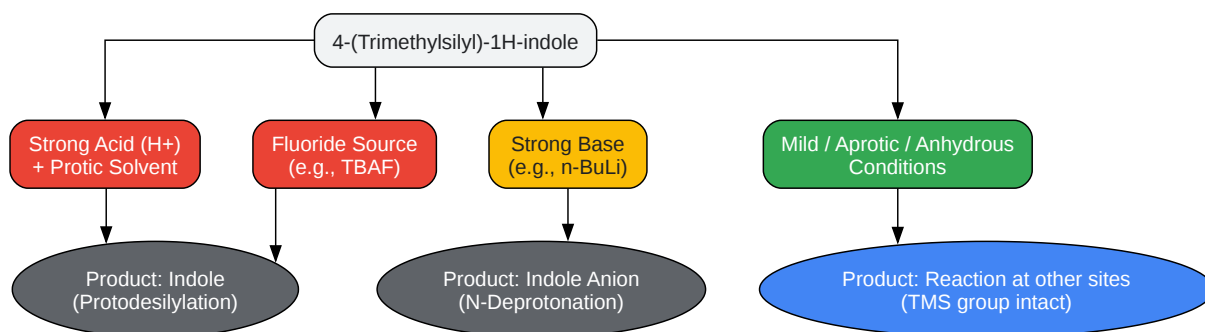 4-(Trimethylsilyl)-1H-indole
Strong Acid (H+)
+ Protic Solvent
Fluoride Source
(e.g., TBAF)
Strong Base
(e.g., n-BuLi)
Mild / Aprotic / Anhydrous
Conditions
Product: Indole
(Protodesilylation)
Product: Indole Anion
(N-Deprotonation)
Product: Reaction at other sites
(TMS group intact)